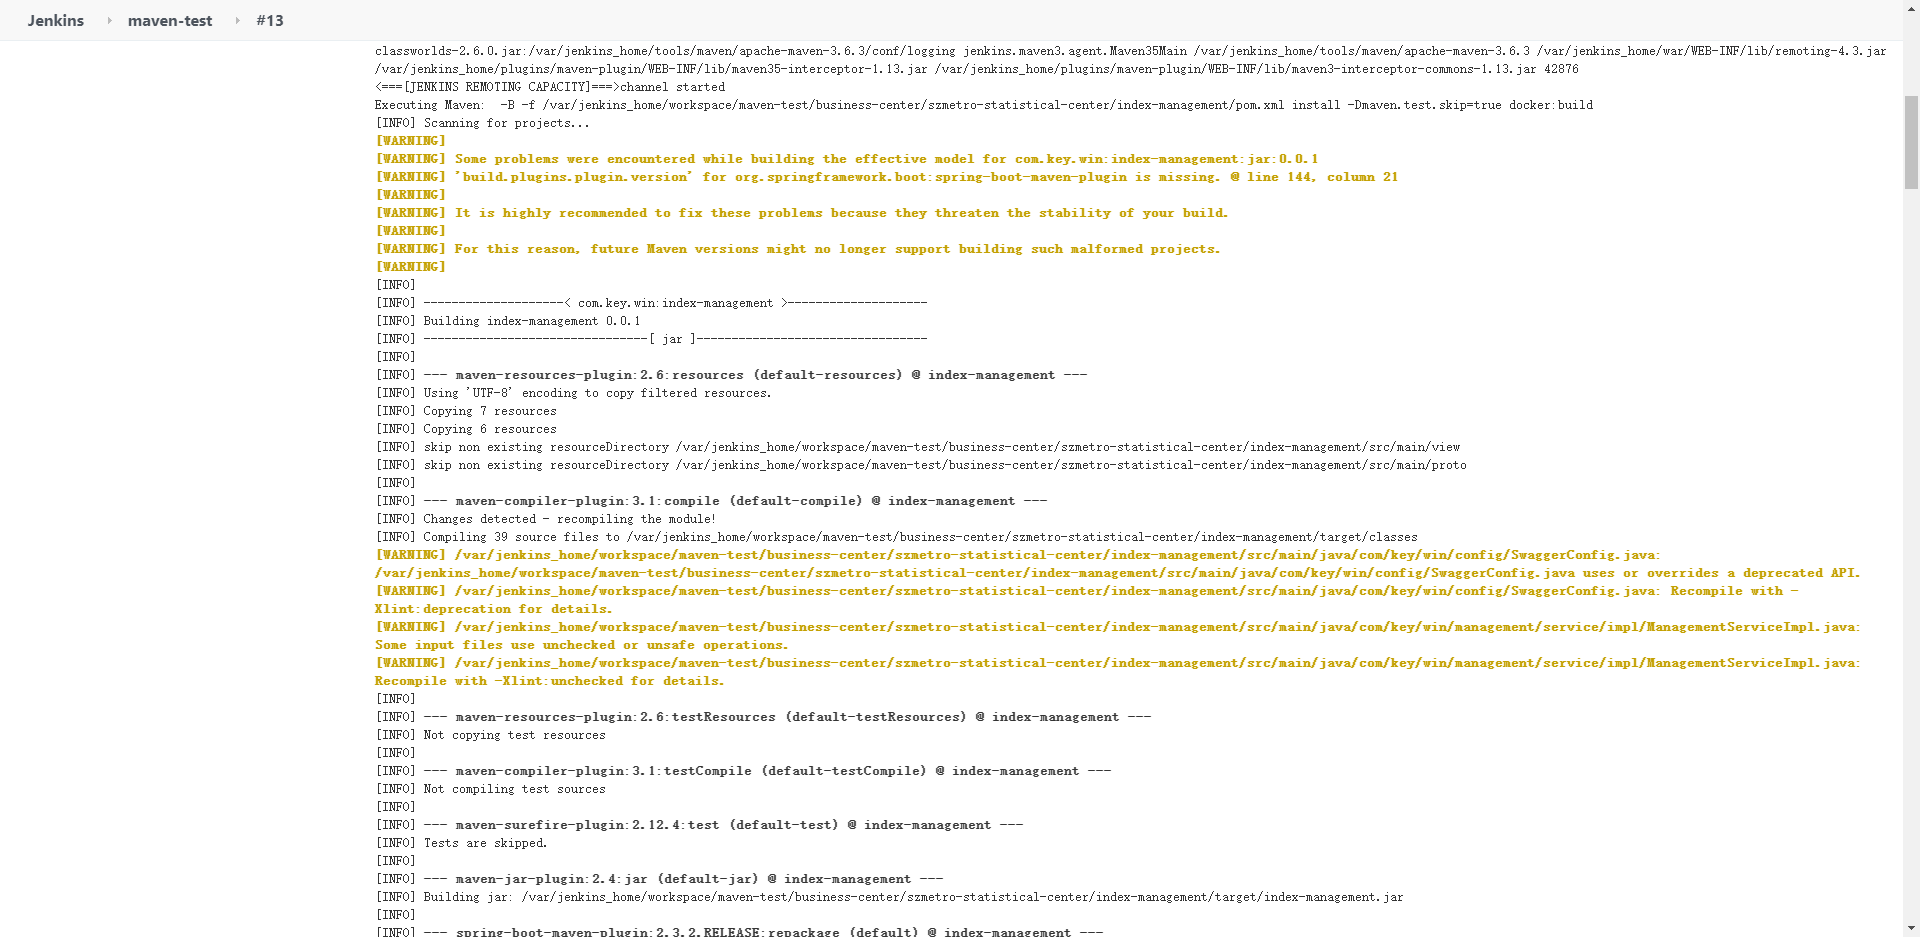 Jenkins maven-test #13
classworlds-2.6.0.jar:/var/jenkins_home/tools/maven/apache-maven-3.6.3/conf/logging jenkins.maven3.agent.Maven35Main /var/jenkins_home/tools/maven/apache-maven-3.6.3 /var/jenkins_home/war/WEB-INF/lib/remoting-4.3.jar
/var/jenkins_home/plugins/maven-plugin/WEB-INF/lib/maven35-interceptor-1.13.jar /var/jenkins_home/plugins/maven-plugin/WEB-INF/lib/maven3-interceptor-commons-1.13.jar 42876
<===[JENKINS REMOTING CAPACITY]===>channel started
Executing Maven:  -B -f /var/jenkins_home/workspace/maven-test/business-center/szmetro-statistical-center/index-management/pom.xml install -Dmaven.test.skip=true docker:build
[INFO] Scanning for projects...
[WARNING]
[WARNING] Some problems were encountered while building the effective model for com.key.win:index-management:jar:0.0.1
[WARNING] 'build.plugins.plugin.version' for org.springframework.boot:spring-boot-maven-plugin is missing. @ line 144, column 21
[WARNING]
[WARNING] It is highly recommended to fix these problems because they threaten the stability of your build.
[WARNING]
[WARNING] For this reason, future Maven versions might no longer support building such malformed projects.
[WARNING]
[INFO]
[INFO] --------------------< com.key.win:index-management >--------------------
[INFO] Building index-management 0.0.1
[INFO] --------------------------------[ jar ]---------------------------------
[INFO]
[INFO] --- maven-resources-plugin:2.6:resources (default-resources) @ index-management ---
[INFO] Using 'UTF-8' encoding to copy filtered resources.
[INFO] Copying 7 resources
[INFO] Copying 6 resources
[INFO] skip non existing resourceDirectory /var/jenkins_home/workspace/maven-test/business-center/szmetro-statistical-center/index-management/src/main/view
[INFO] skip non existing resourceDirectory /var/jenkins_home/workspace/maven-test/business-center/szmetro-statistical-center/index-management/src/main/proto
[INFO]
[INFO] --- maven-compiler-plugin:3.1:compile (default-compile) @ index-management ---
[INFO] Changes detected - recompiling the module!
[INFO] Compiling 39 source files to /var/jenkins_home/workspace/maven-test/business-center/szmetro-statistical-center/index-management/target/classes
[WARNING] /var/jenkins_home/workspace/maven-test/business-center/szmetro-statistical-center/index-management/src/main/java/com/key/win/config/SwaggerConfig.java:
/var/jenkins_home/workspace/maven-test/business-center/szmetro-statistical-center/index-management/src/main/java/com/key/win/config/SwaggerConfig.java uses or overrides a deprecated API.
[WARNING] /var/jenkins_home/workspace/maven-test/business-center/szmetro-statistical-center/index-management/src/main/java/com/key/win/config/SwaggerConfig.java: Recompile with -
Xlint:deprecation for details.
[WARNING] /var/jenkins_home/workspace/maven-test/business-center/szmetro-statistical-center/index-management/src/main/java/com/key/win/management/service/impl/ManagementServiceImpl.java:
Some input files use unchecked or unsafe operations.
[WARNING] /var/jenkins_home/workspace/maven-test/business-center/szmetro-statistical-center/index-management/src/main/java/com/key/win/management/service/impl/ManagementServiceImpl.java:
Recompile with -Xlint:unchecked for details.
[INFO]
[INFO] --- maven-resources-plugin:2.6:testResources (default-testResources) @ index-management ---
[INFO] Not copying test resources
[INFO]
[INFO] --- maven-compiler-plugin:3.1:testCompile (default-testCompile) @ index-management ---
[INFO] Not compiling test sources
[INFO]
[INFO] --- maven-surefire-plugin:2.12.4:test (default-test) @ index-management ---
[INFO] Tests are skipped.
[INFO]
[INFO] --- maven-jar-plugin:2.4:jar (default-jar) @ index-management ---
[INFO] Building jar: /var/jenkins_home/workspace/maven-test/business-center/szmetro-statistical-center/index-management/target/index-management.jar
[INFO]
[INFO] --- spring-boot-maven-plugin:2.3.2.RELEASE:repackage (default) @ index-management ---